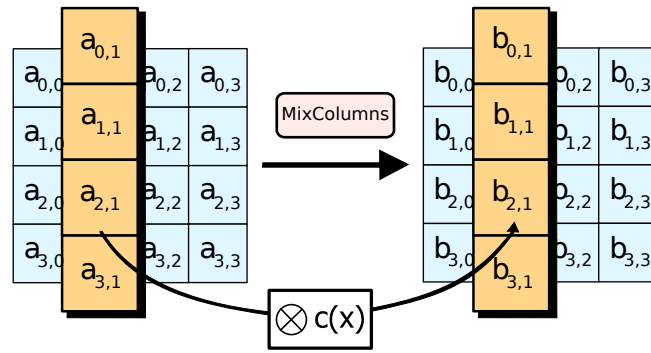 a0,1 b0,1
a0,0 a0,2 a0,3 b0,0 b0,2 b0,3
MixColumns
a1,1 b1,1
a1,0 a1,2 a1,3 b1,0 b1,2 b1,3
a2,1 b2,1
a2,0 a2,2 a2,3 b2,0 b2,2 b2,3
a3,0 a3,2 a3,3 b3,0 b3,2 b3,3
a3,1 b3,1
⊗ c(x)